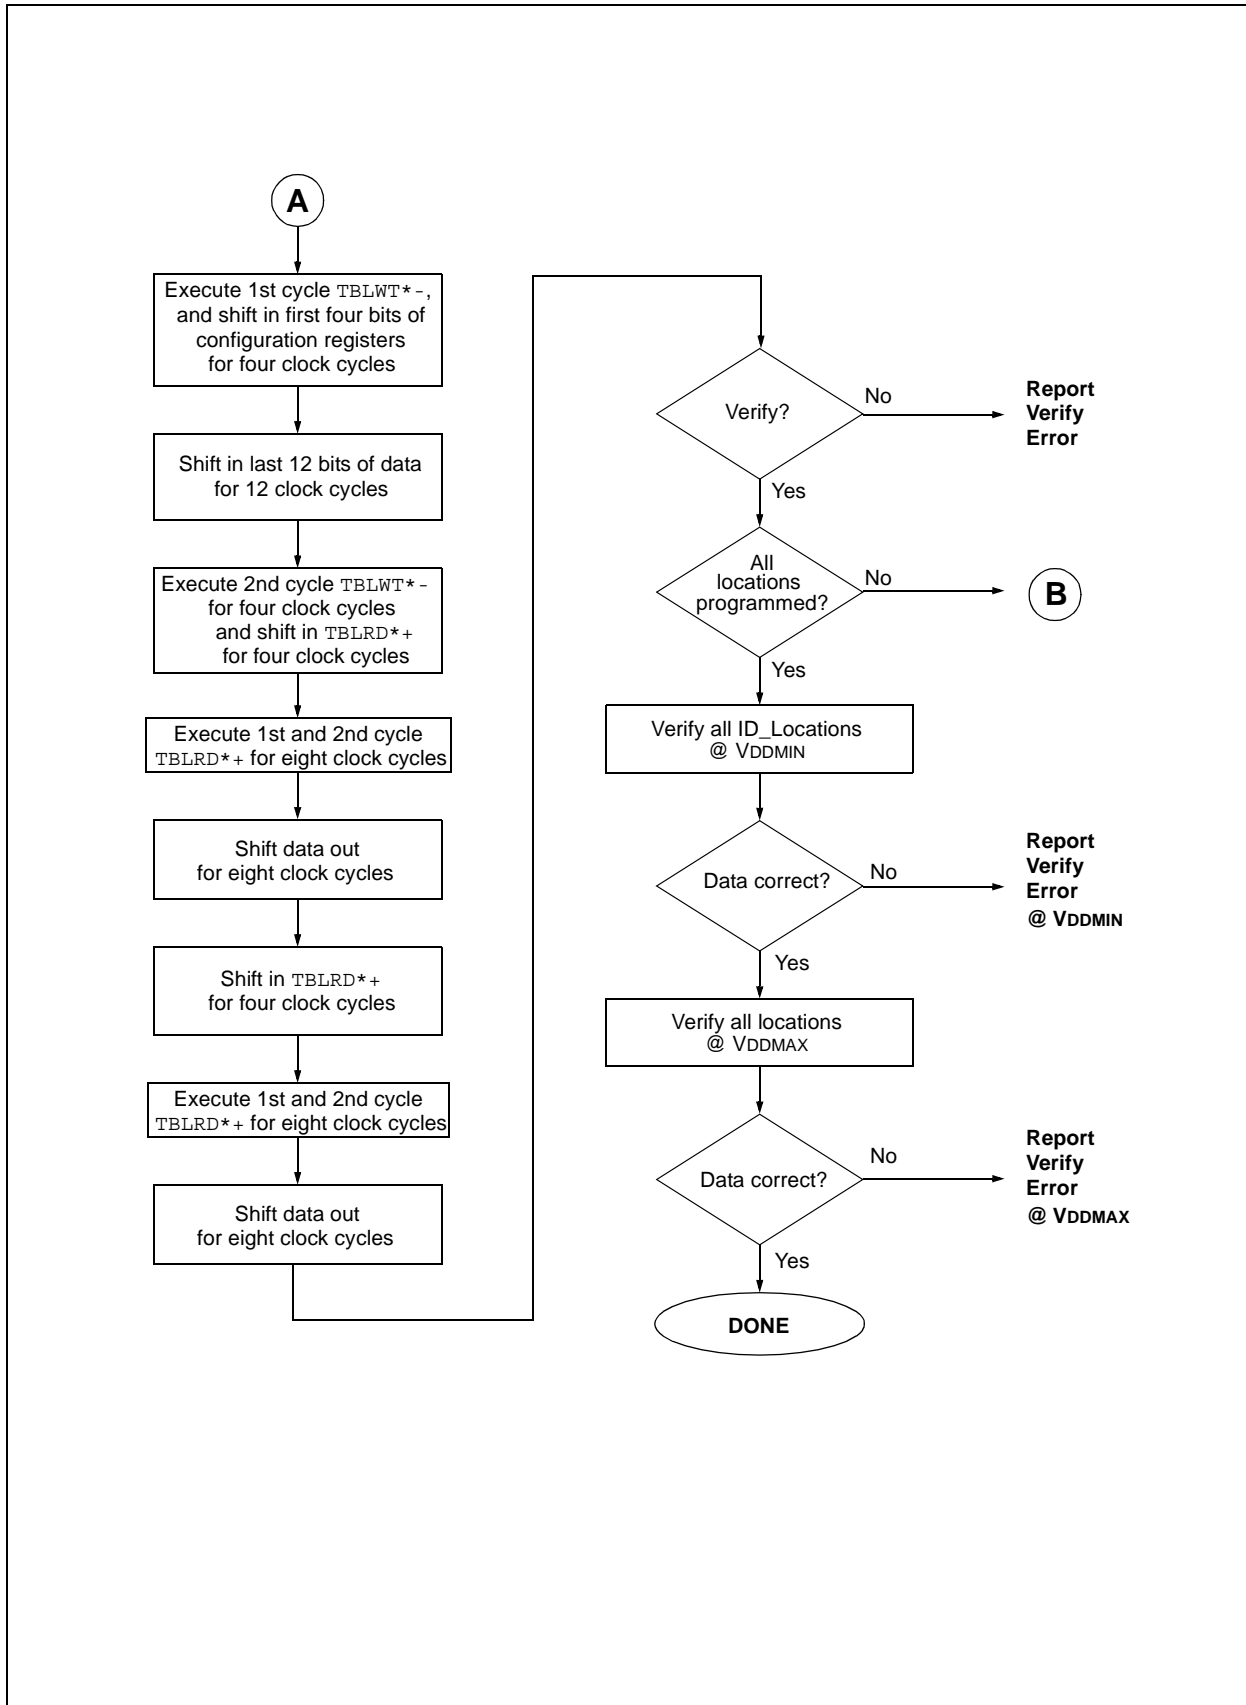 A
Execute 1st cycle TBLWT*-,
and shift in first four bits of
configuration registers
for four clock cycles
Shift in last 12 bits of data
for 12 clock cycles
Execute 2nd cycle TBLWT*-
for four clock cycles
and shift in TBLRD*+
for four clock cycles
Execute 1st and 2nd cycle
TBLRD*+ for eight clock cycles
Shift data out
for eight clock cycles
Shift in TBLRD*+
for four clock cycles
Execute 1st and 2nd cycle
TBLRD*+ for eight clock cycles
Shift data out
for eight clock cycles
Verify?
No
Report
Verify
Error
Yes
All
locations
programmed?
No
B
Yes
Verify all ID_Locations
@ VDDMIN
Data correct?
No
Report
Verify
Error
@ VDDMIN
Yes
Verify all locations
@ VDDMAX
Data correct?
No
Report
Verify
Error
@ VDDMAX
Yes
DONE